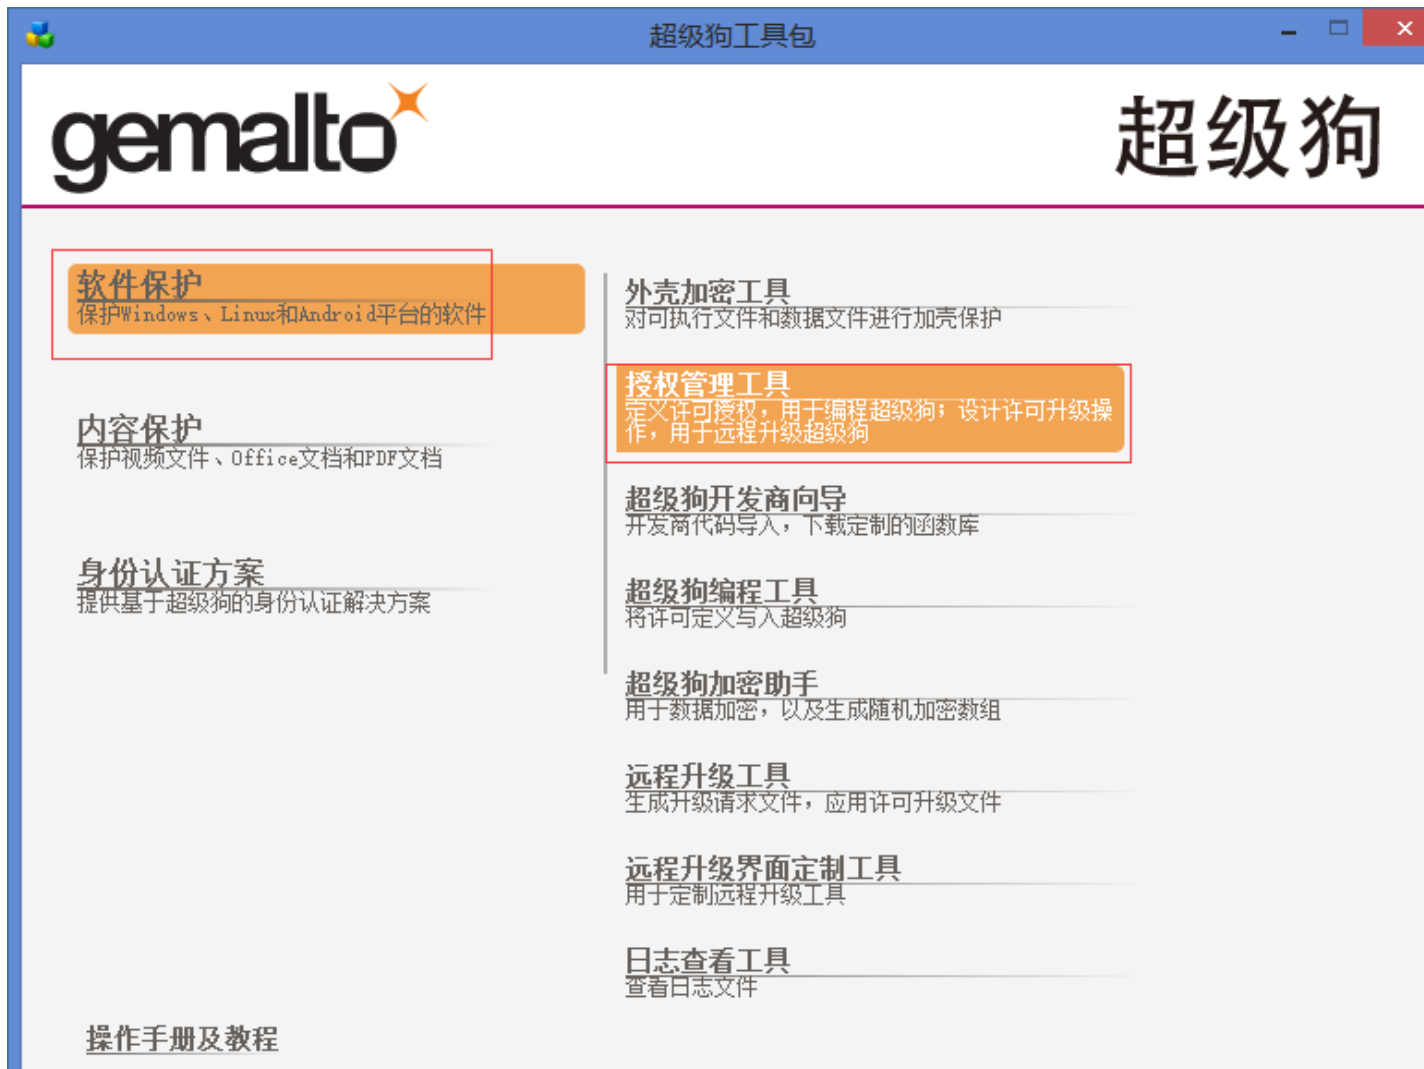 超级狗工具包
gemalto
超级狗
软件保护
保护Windows、Linux和Android平台的软件
内容保护
保护视频文件、Office文档和PDF文档
身份认证方案
提供基于超级狗的身份认证解决方案
外壳加密工具
对可执行文件和数据文件进行加壳保护
授权管理工具
定义许可授权，用于编程超级狗；设计许可升级操
作，用于远程升级超级狗
超级狗开发商向导
开发商代码导入，下载定制的函数库
超级狗编程工具
将许可定义写入超级狗
超级狗加密助手
用于数据加密，以及生成随机加密数组
远程升级工具
生成升级请求文件，应用许可升级文件
远程升级界面定制工具
用于定制远程升级工具
日志查看工具
查看日志文件
操作手册及教程